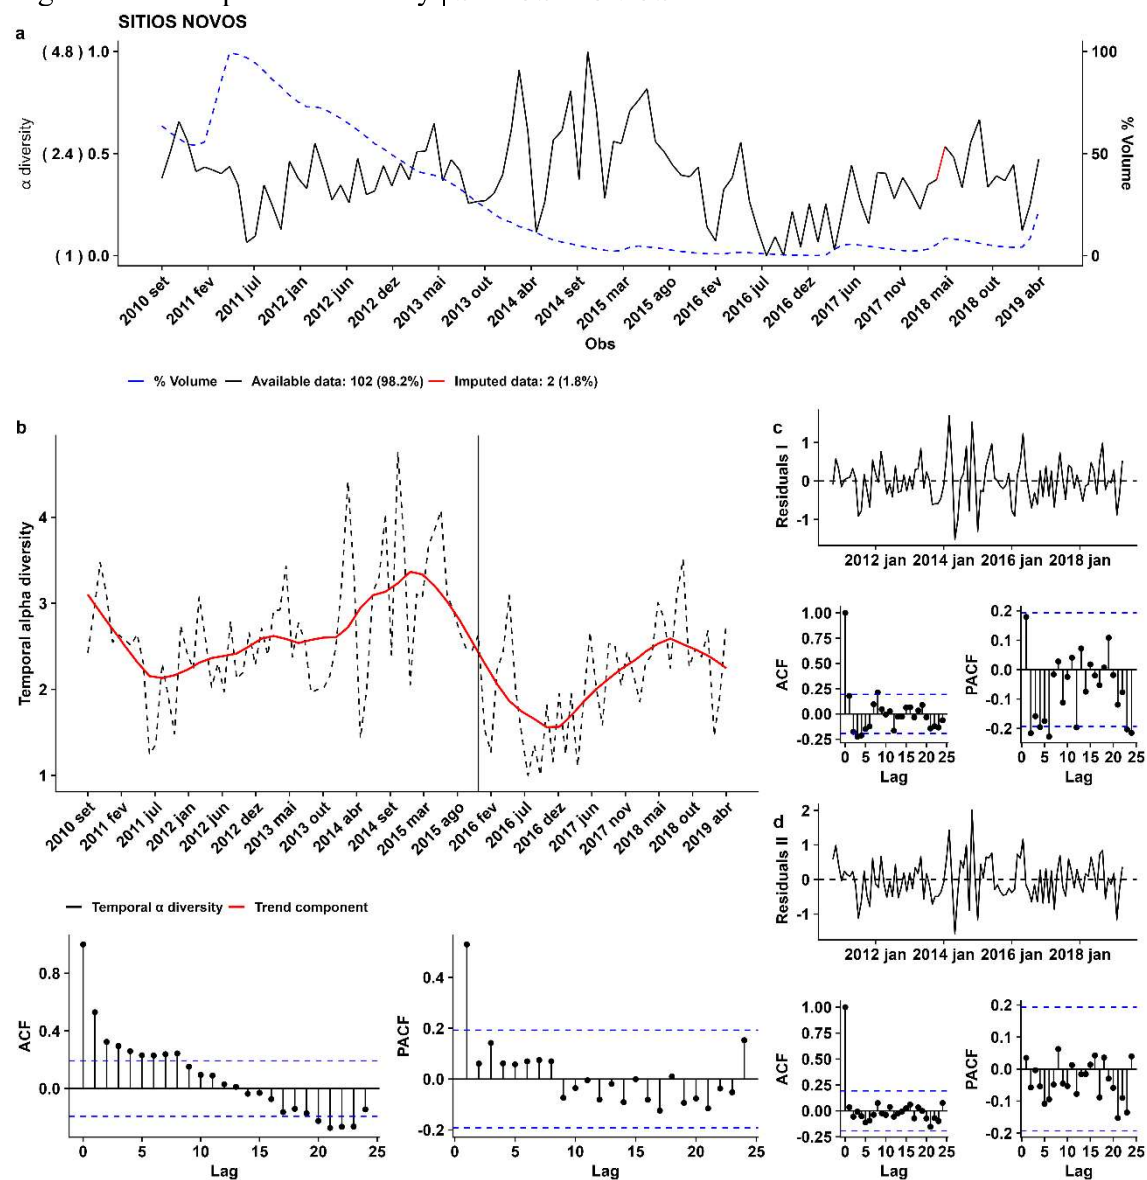 SITIOS NOVOS
a
( 4.8 ) 1.0
( 2.4 ) 0.5
( 1 ) 0.0
α diversity
100
50
0
% Volume
2010 set
2011 fev
2011 jul
2012 jan
2012 jun
2012 dez
2013 mai
2013 out
2014 abr
2014 set
2015 mar
2015 ago
2016 fev
2016 jul
2016 dez
2017 jun
2017 nov
2018 mai
2018 out
2019 abr
Obs
% Volume Available data: 102 (98.2%) Imputed data: 2 (1.8%)
b
Temporal alpha diversity
4
3
2
1
2010 set
2011 fev
2011 jul
2012 jan
2012 jun
2012 dez
2013 mai
2013 out
2014 abr
2014 set
2015 mar
2015 ago
2016 fev
2016 jul
2016 dez
2017 jun
2017 nov
2018 mai
2018 out
2019 abr
Temporal α diversity Trend component
ACF
0.8
0.4
0.0
0 5 10 15 20 25
Lag
PACF
0.4
0.2
0.0
-0.2
0 5 10 15 20 25
Lag
c
Residuals I
1
0
-1
2012 jan 2014 jan 2016 jan 2018 jan
ACF
1.00
0.75
0.50
0.25
0.00
-0.25
0 5 10 15 20 25
Lag
PACF
0.2
0.1
0.0
-0.1
-0.2
0 5 10 15 20 25
Lag
d
Residuals II
2
1
0
-1
2012 jan 2014 jan 2016 jan 2018 jan
ACF
1.00
0.75
0.50
0.25
0.00
-0.25
0 5 10 15 20 25
Lag
PACF
0.2
0.1
0.0
-0.1
-0.2
0 5 10 15 20 25
Lag